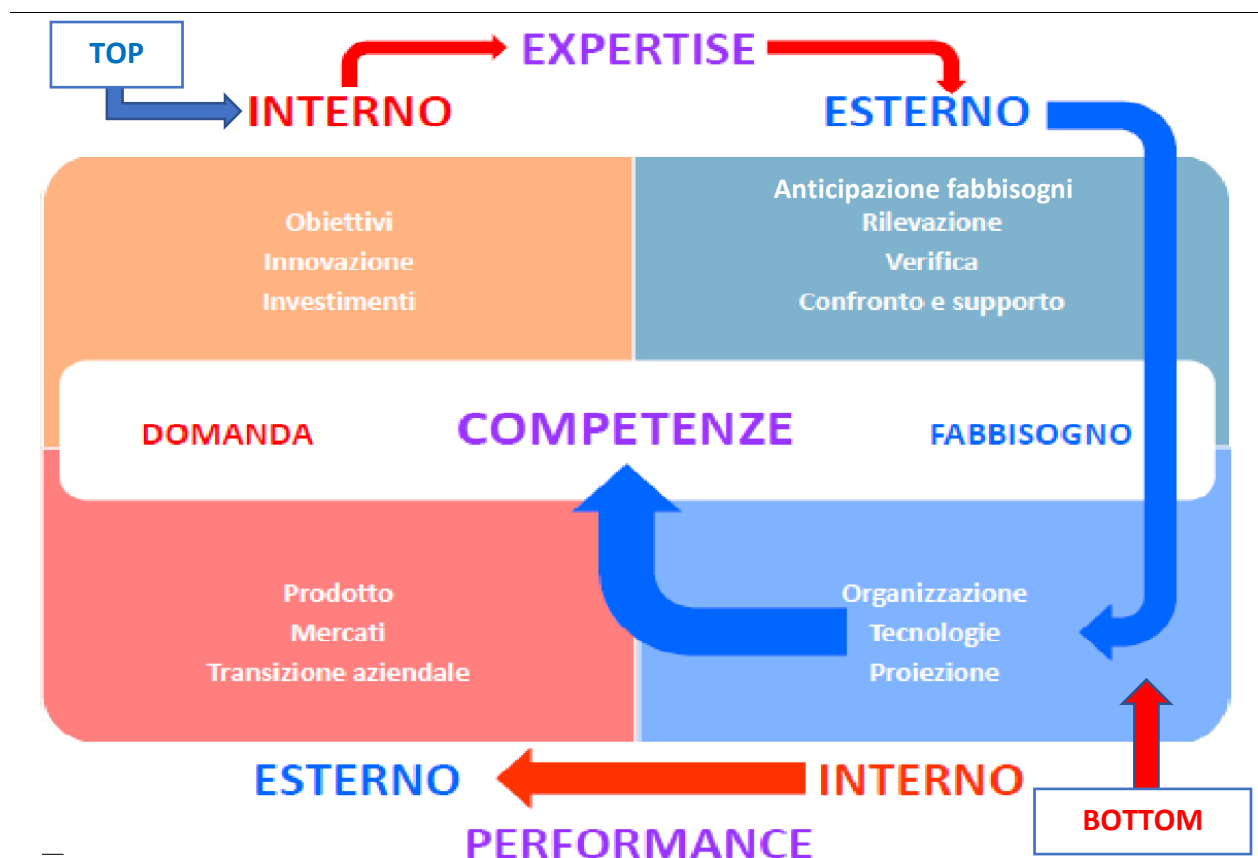 TOP
EXPERTISE
INTERNO
ESTERNO
Obiettivi
Innovazione
Investimenti
Anticipazione fabbisogni
Rilevazione
Verifica
Confronto e supporto
DOMANDA
COMPETENZE
FABBISOGNO
Prodotto
Mercati
Transizione aziendale
Organizzazione
Tecnologie
Proiezione
ESTERNO
INTERNO
BOTTOM
PERFORMANCE